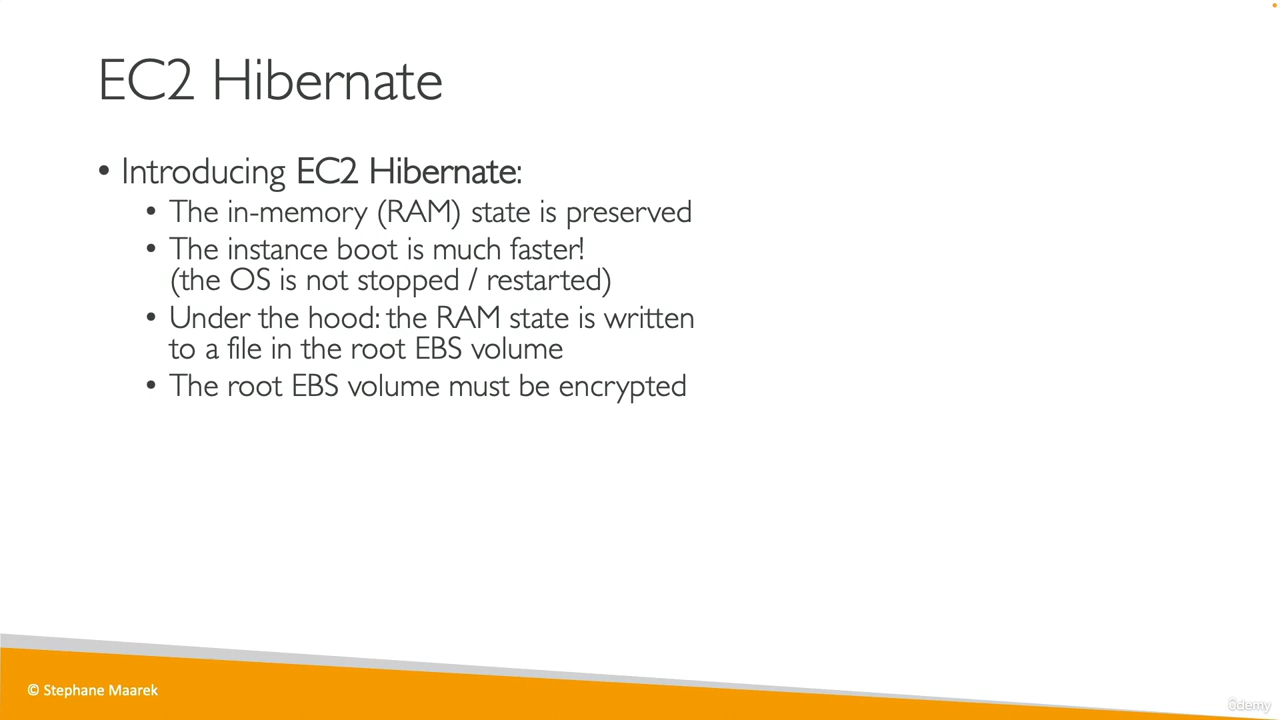 EC2 Hibernate
• Introducing EC2 Hibernate:
• The in-memory (RAM) state is preserved
• The instance boot is much faster!
(the OS is not stopped / restarted)
• Under the hood: the RAM state is written
to a file in the root EBS volume
• The root EBS volume must be encrypted
© Stephane Maarek
ûdemy